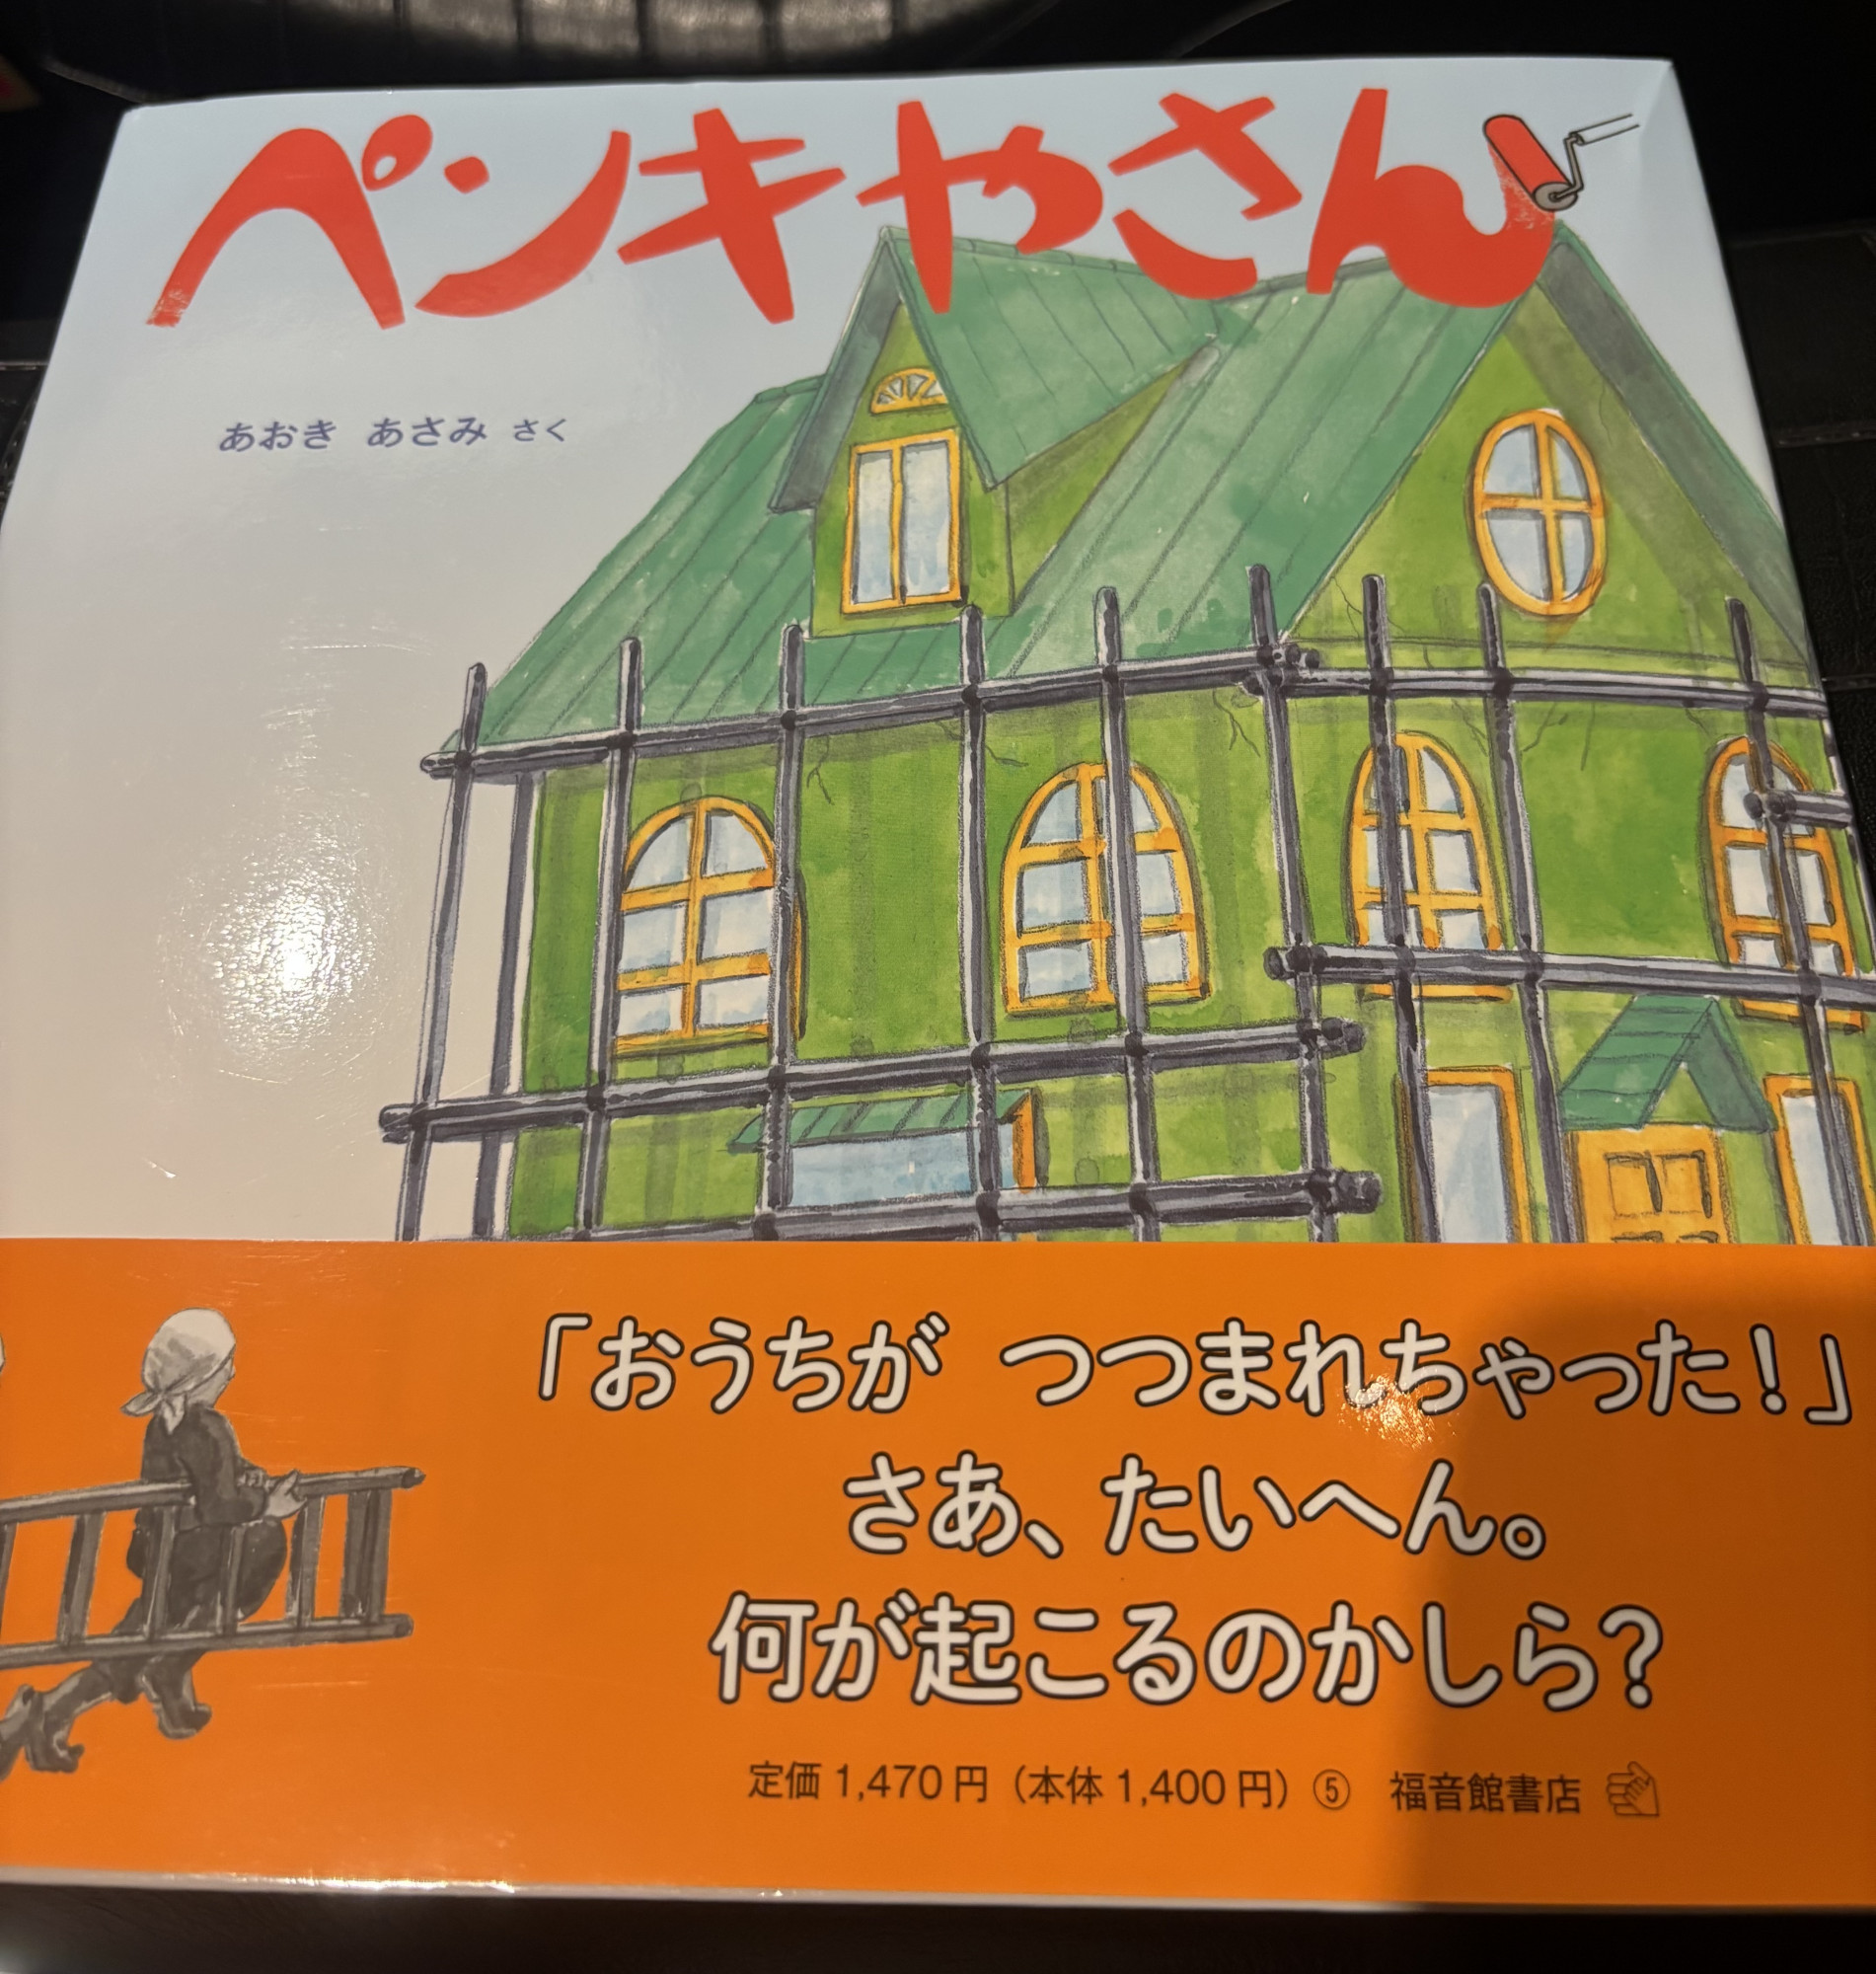 ペンキやさん
あおき あさみ さく
「おうちが つつまれちゃった！」
さあ、たいへん。
何が起こるのかしら？
定価 1,470 円（本体 1,400 円）⑤ 福音館書店